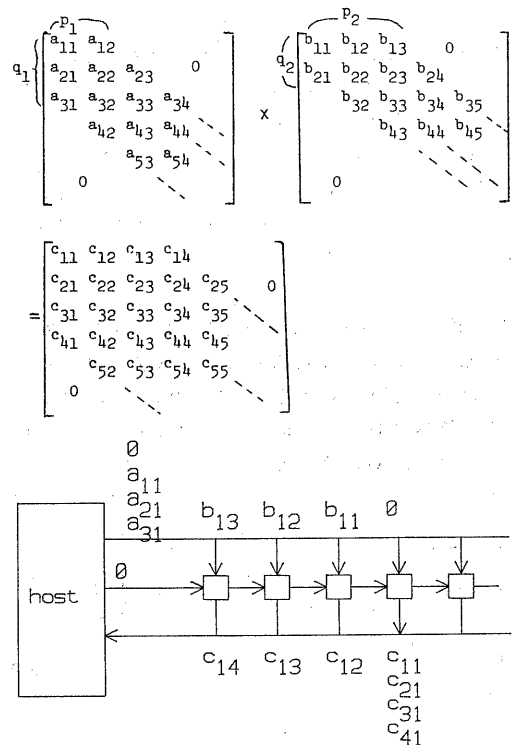 p1 p2
q1 a11 a12 0 q2 b11 b12 b13 0
a21 a22 a23 b21 b22 b23 b24
a31 a32 a33 a34 b32 b33 b34 b35
x
a42 a43 a44 b43 b44 b45
a53 a54
0 0
c11 c12 c13 c14
c21 c22 c23 c24 c25 0
= c31 c32 c33 c34 c35
c41 c42 c43 c44 c45
c52 c53 c54 c55
0
0
a11
a21
a31
b13 b12 b11 0
0
host
c14 c13 c12 c11
c21
c31
c41